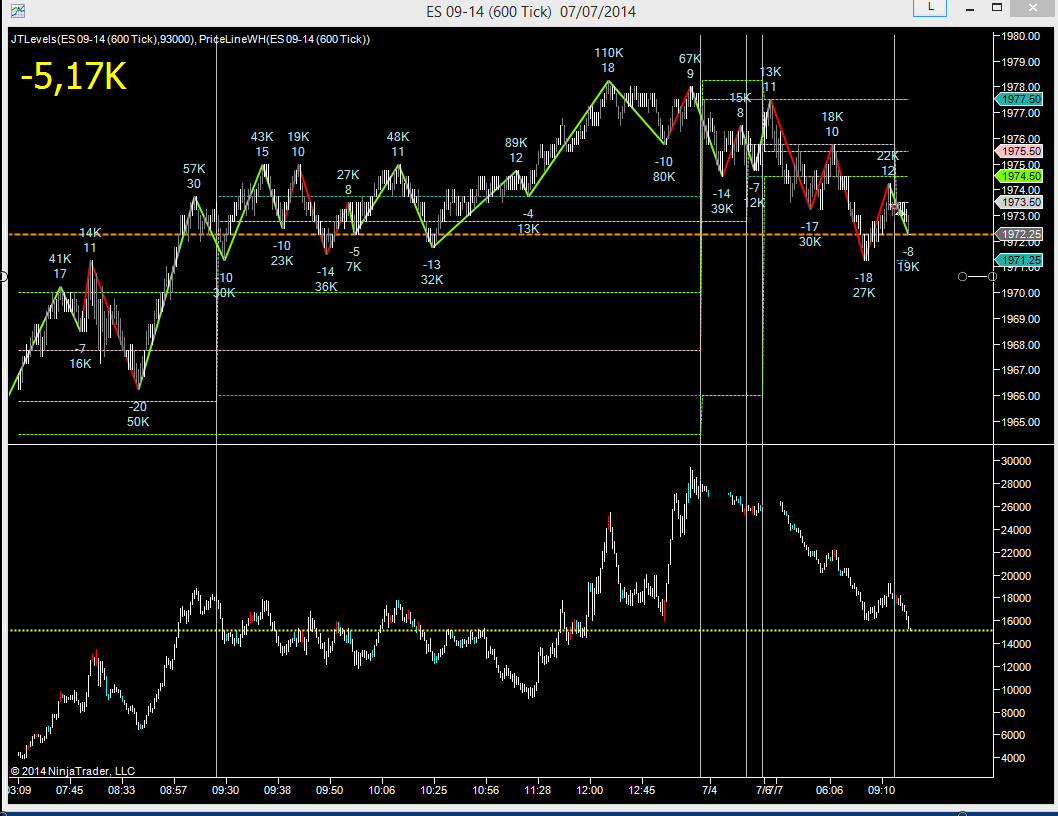 ES 09-14 (600 Tick)  07/07/2014
L
JTLevels(ES 09-14 (600 Tick),93000), PriceLineWH(ES 09-14 (600 Tick))
-5,17K
1980.00
1979.00
1978.00
1977.50
1977.00
1976.00
1975.50
1975.00
1974.50
1974.00
1973.50
1973.00
1972.25
1972.00
1971.25
1971.00
1970.00
1969.00
1968.00
1967.00
1966.00
1965.00
41K
17
-7
16K
14K
11
-20
50K
57K
30
-10
30K
43K
15
-10
23K
19K
10
-14
36K
27K
8
-5
7K
48K
11
-13
32K
89K
12
-4
13K
110K
18
-10
80K
67K
9
-14
39K
15K
8
-7
12K
13K
11
-17
30K
18K
10
-18
27K
22K
12
-8
19K
30000
28000
26000
24000
22000
20000
18000
16000
14000
12000
10000
8000
6000
4000
© 2014 NinjaTrader, LLC
03:09 07:45 08:33 08:57 09:30 09:38 09:50 10:06 10:25 10:56 11:28 12:00 12:45 7/4 7/6 7/7 06:06 09:10